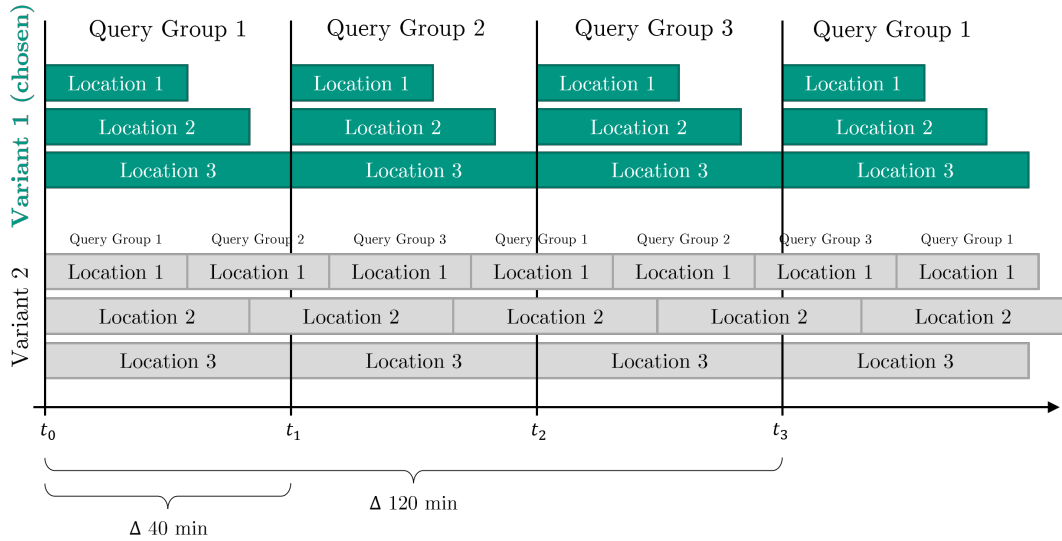 Variant 1 (chosen)
Query Group 1 Query Group 2 Query Group 3 Query Group 1
Location 1 Location 1 Location 1 Location 1
Location 2 Location 2 Location 2 Location 2
Location 3 Location 3 Location 3 Location 3
Variant 2
Query Group 1 Query Group 2 Query Group 3 Query Group 1 Query Group 2 Query Group 3 Query Group 1
Location 1 Location 1 Location 1 Location 1 Location 1 Location 1 Location 1
Location 2 Location 2 Location 2 Location 2 Location 2
Location 3 Location 3 Location 3 Location 3
t₀ t₁ t₂ t₃
Δ 120 min
Δ 40 min